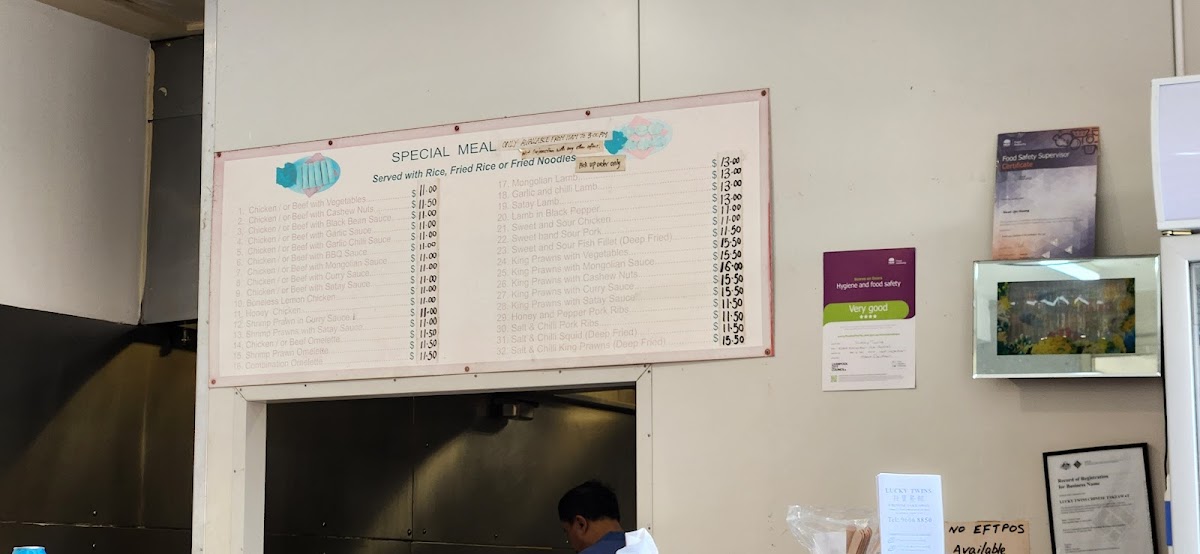 SPECIAL MEAL
ONLY AVAILABLE FROM 11AM TO 3:00 PM
Served with Rice, Fried Rice or Fried Noodles
Pick up order only
1. Chicken / or Beef with Vegetables $ 11.00
2. Chicken / or Beef with Cashew Nuts $ 11.50
3. Chicken / or Beef with Black Bean Sauce $ 11.00
4. Chicken / or Beef with Garlic Sauce $ 11.00
5. Chicken / or Beef with Garlic Chilli Sauce $ 11.00
6. Chicken / or Beef with BBQ Sauce $ 11.00
7. Chicken / or Beef with Mongolian Sauce $ 11.00
8. Chicken / or Beef with Curry Sauce $ 11.00
9. Chicken / or Beef with Satay Sauce $ 11.00
10. Boneless Lemon Chicken $ 11.00
11. Honey Chicken $ 11.00
12. Shrimp Prawn in Curry Sauce $ 11.00
13. Shrimp Prawns with Satay Sauce $ 11.00
14. Chicken / or Beef Omelette $ 11.50
15. Shrimp Prawn Omelette $ 11.50
16. Combination Omelette $ 11.50
17. Mongolian Lamb $ 13.00
18. Garlic and chilli Lamb $ 13.00
19. Satay Lamb $ 13.00
20. Lamb in Black Pepper $ 13.00
21. Sweet and Sour Chicken $ 11.00
22. Sweet and Sour Pork $ 11.00
23. Sweet and Sour Fish Fillet (Deep Fried) $ 11.50
24. King Prawns with Vegetables $ 15.50
25. King Prawns with Mongolian Sauce $ 15.50
26. King Prawns with Cashew Nuts $ 16.00
27. King Prawns with Curry Sauce $ 15.50
28. King Prawns with Satay Sauce $ 15.50
29. Honey and Pepper Pork Ribs $ 11.50
30. Salt & Chilli Pork Ribs $ 11.50
31. Salt & Chilli Squid (Deep Fried) $ 11.50
32. Salt & Chilli King Prawns (Deep Fried) $ 15.50
Food Safety Supervisor
Certificate
Hygiene and food safety
Very good
Record of Registration
for Business Name
LUCKY TWINS CHINESE TAKEAWAY
LUCKY TWINS
NO EFTPOS
Available